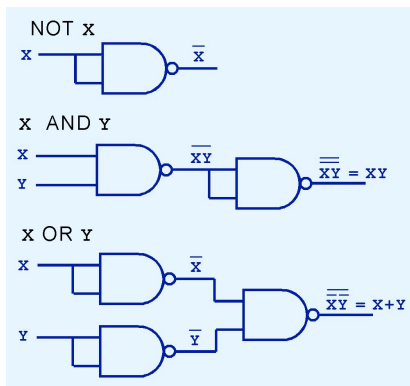 NOT X
X
X̅
X AND Y
X
Y
X̅Y̅
X̿Y̿ = XY
X OR Y
X
X̅
X̿Y̿ = X+Y
Y
Y̅